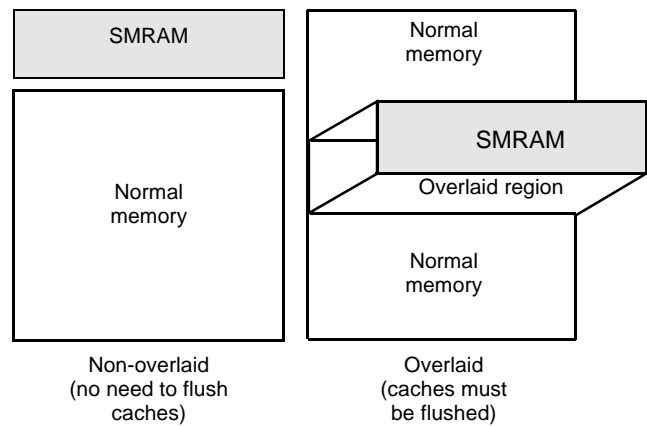 SMRAM
Normal
memory
Non-overlaid
(no need to flush
caches)
Normal
memory
SMRAM
Overlaid region
Normal
memory
Overlaid
(caches must
be flushed)